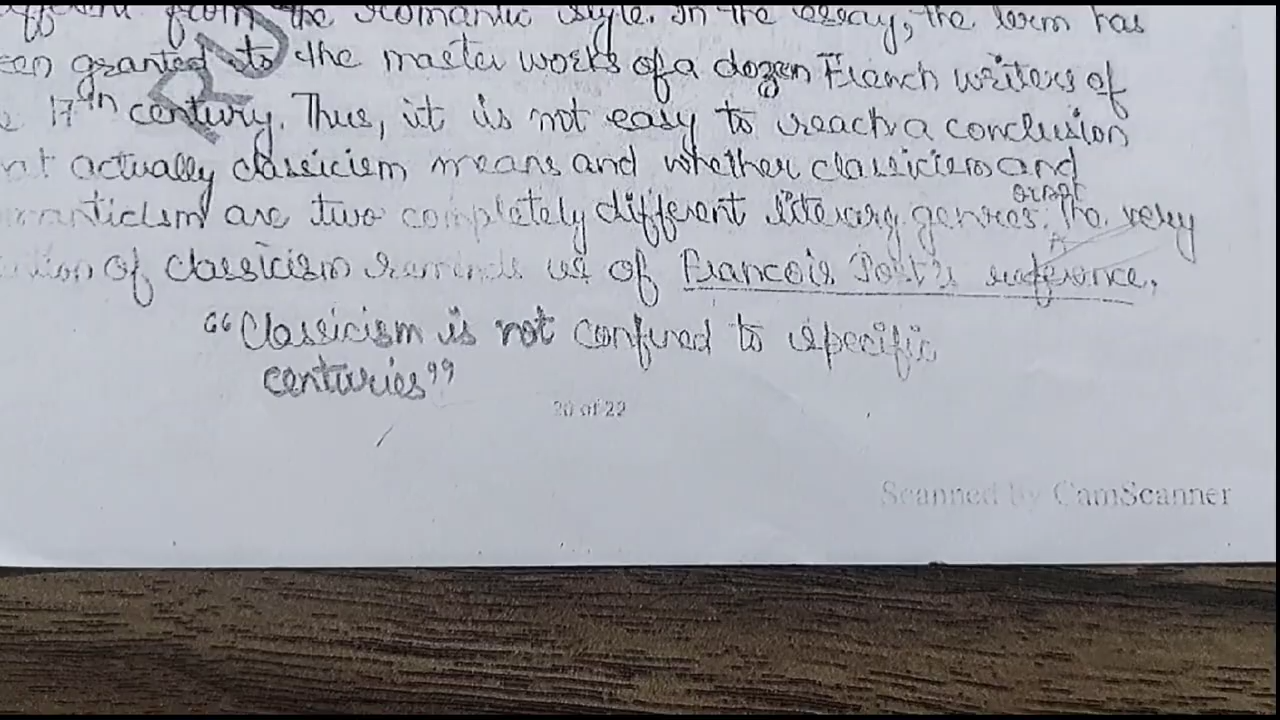 from the Romantic style. In the essay, the term has
granted to the master works of a dozen Franch writers of
17th century. Thus, it is not easy to reach a conclusion
actually classicism means and whether classicism and
are two completely different literary genres. The very
of classicism reminds us of Francois
"Classicism is not confined to specific
centuries"
20 of 22
Scanned by CamScanner